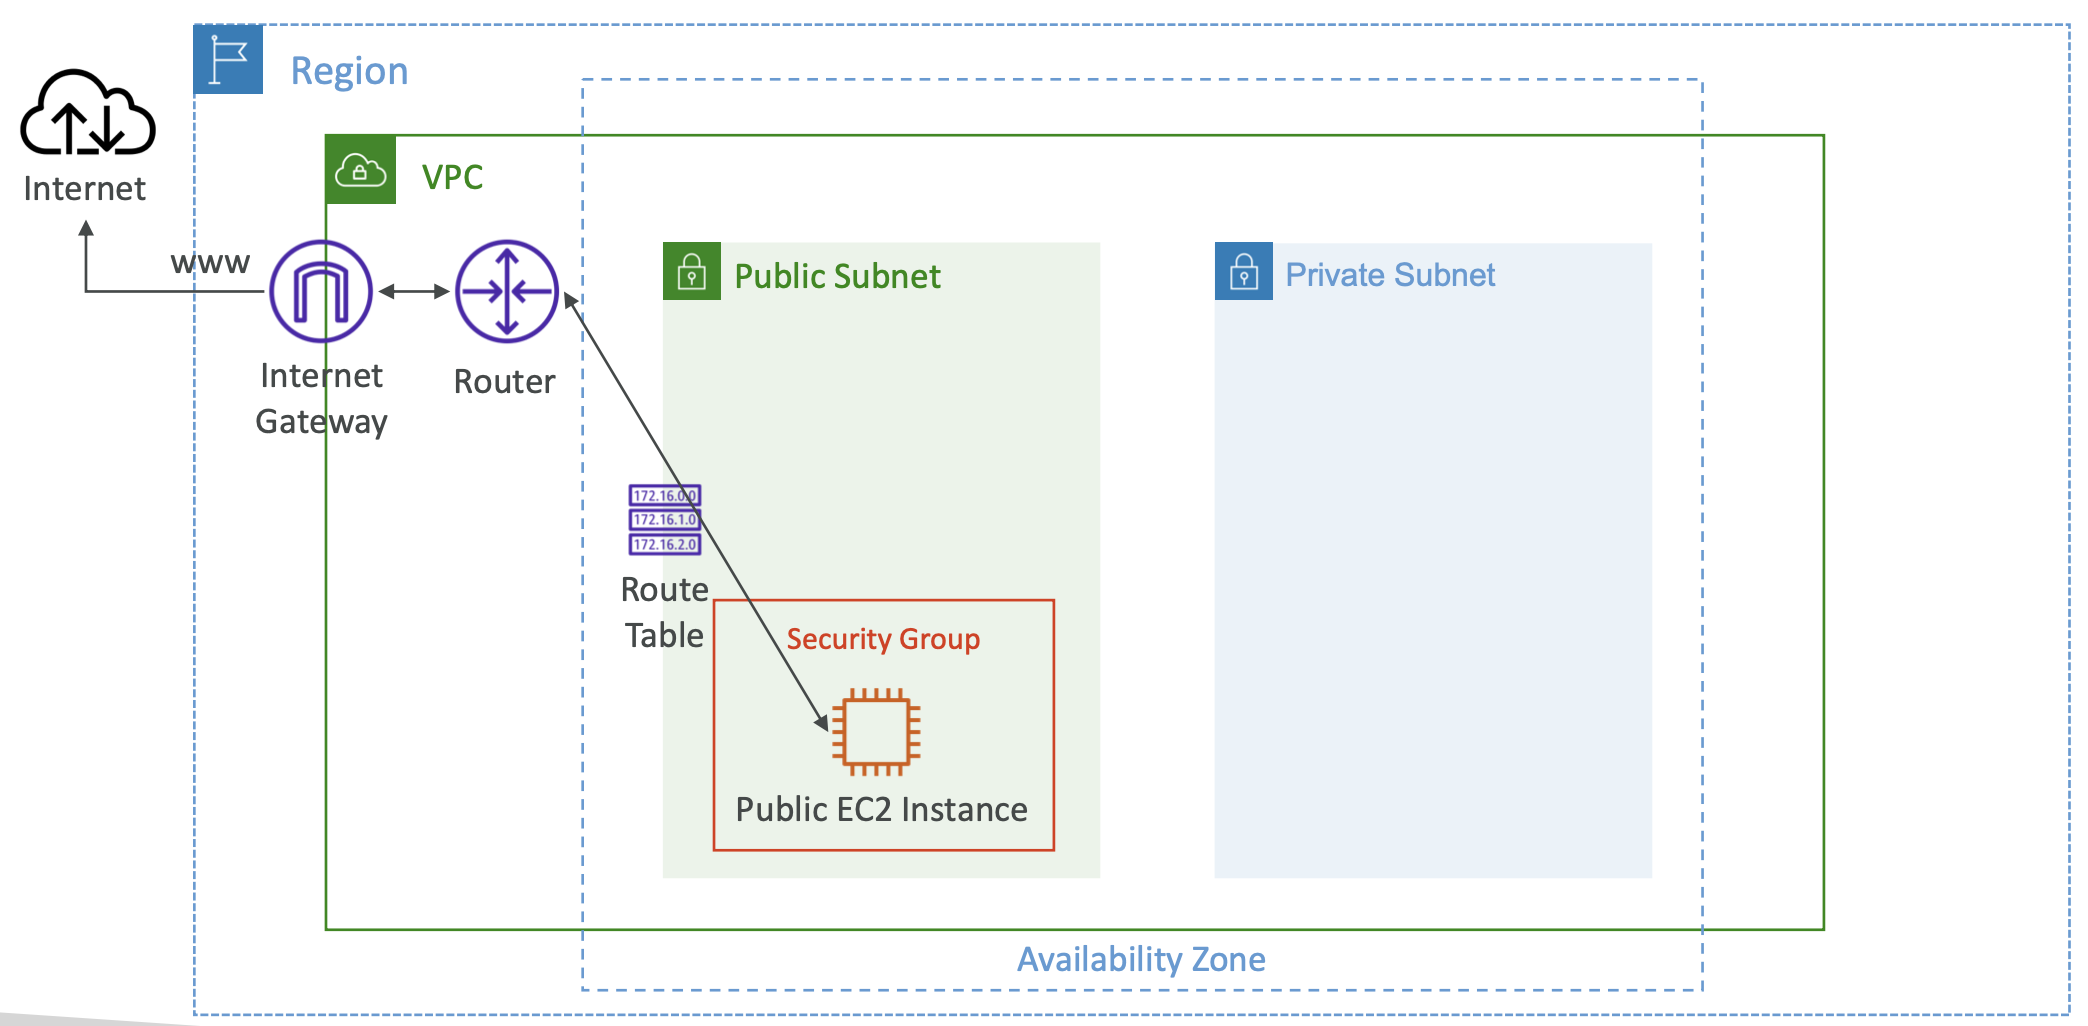 Region
Internet
VPC
www
Internet
Gateway
Router
Public Subnet
Private Subnet
172.16.0.0
172.16.1.0
172.16.2.0
Route
Table
Security Group
Public EC2 Instance
Availability Zone